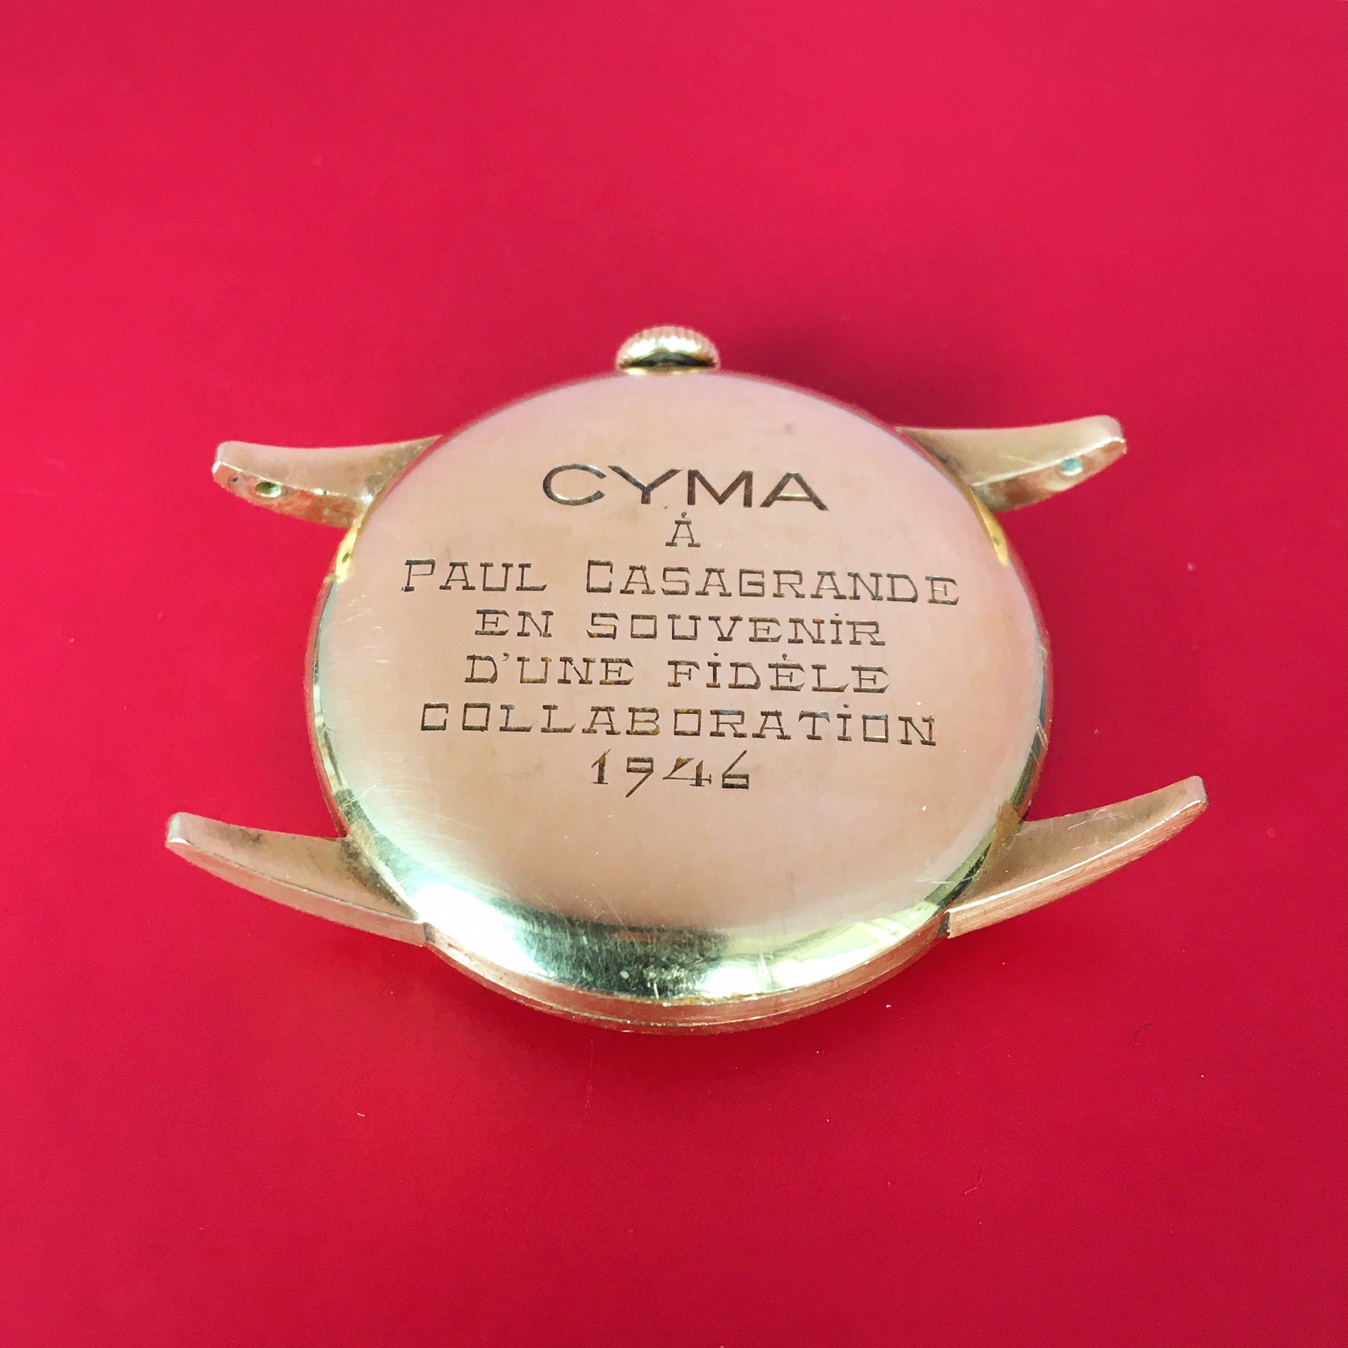 CYMA
À
PAUL CASAGRANDE
EN SOUVENIR
D'UNE FIDÈLE
COLLABORATION
1946